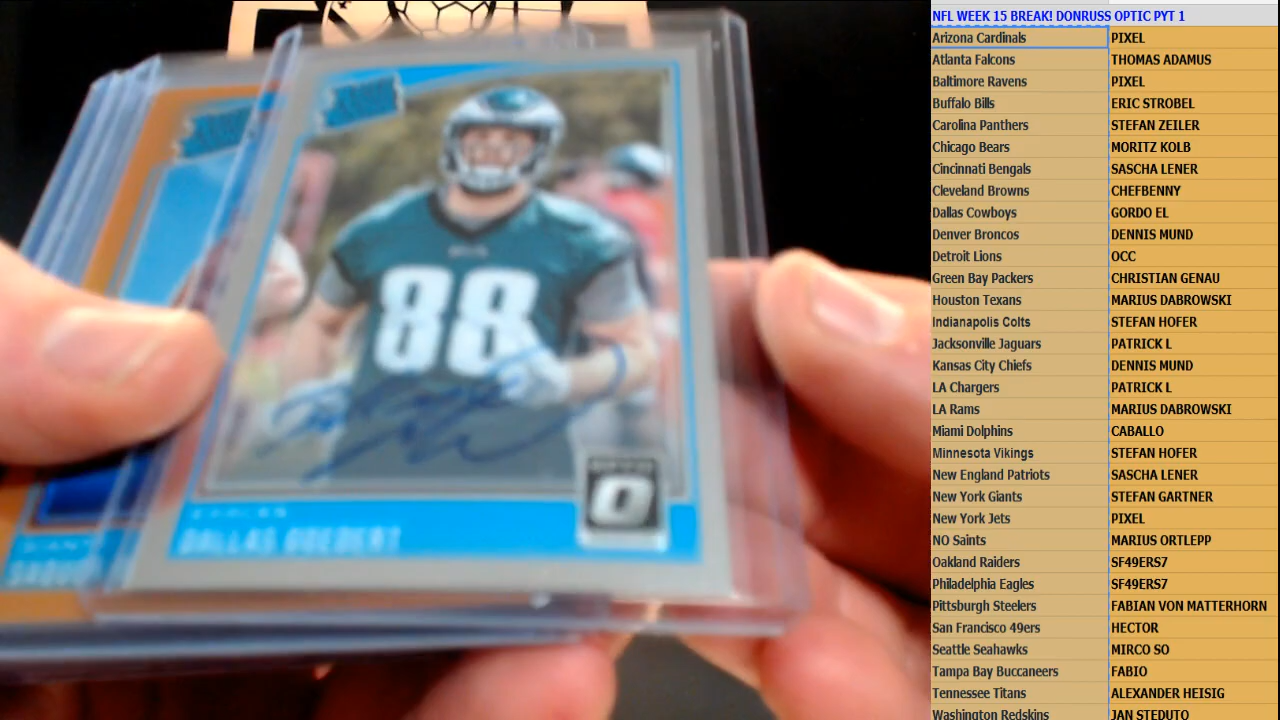 NFL WEEK 15 BREAK! DONRUSS OPTIC PYT 1
Arizona Cardinals PIXEL
Atlanta Falcons THOMAS ADAMUS
Baltimore Ravens PIXEL
Buffalo Bills ERIC STROBEL
Carolina Panthers STEFAN ZEILER
Chicago Bears MORITZ KOLB
Cincinnati Bengals SASCHA LENER
Cleveland Browns CHEFBENNY
Dallas Cowboys GORDO EL
Denver Broncos DENNIS MUND
Detroit Lions OCC
Green Bay Packers CHRISTIAN GENAU
Houston Texans MARIUS DABROWSKI
Indianapolis Colts STEFAN HOFER
Jacksonville Jaguars PATRICK L
Kansas City Chiefs DENNIS MUND
LA Chargers PATRICK L
LA Rams MARIUS DABROWSKI
Miami Dolphins CABALLO
Minnesota Vikings STEFAN HOFER
New England Patriots SASCHA LENER
New York Giants STEFAN GARTNER
New York Jets PIXEL
NO Saints MARIUS ORTLEPP
Oakland Raiders SF49ERS7
Philadelphia Eagles SF49ERS7
Pittsburgh Steelers FABIAN VON MATTERHORN
San Francisco 49ers HECTOR
Seattle Seahawks MIRCO SO
Tampa Bay Buccaneers FABIO
Tennessee Titans ALEXANDER HEISIG
Washington Redskins JAN STEDUTO
88
EAGLES
DALLAS GOEDERT